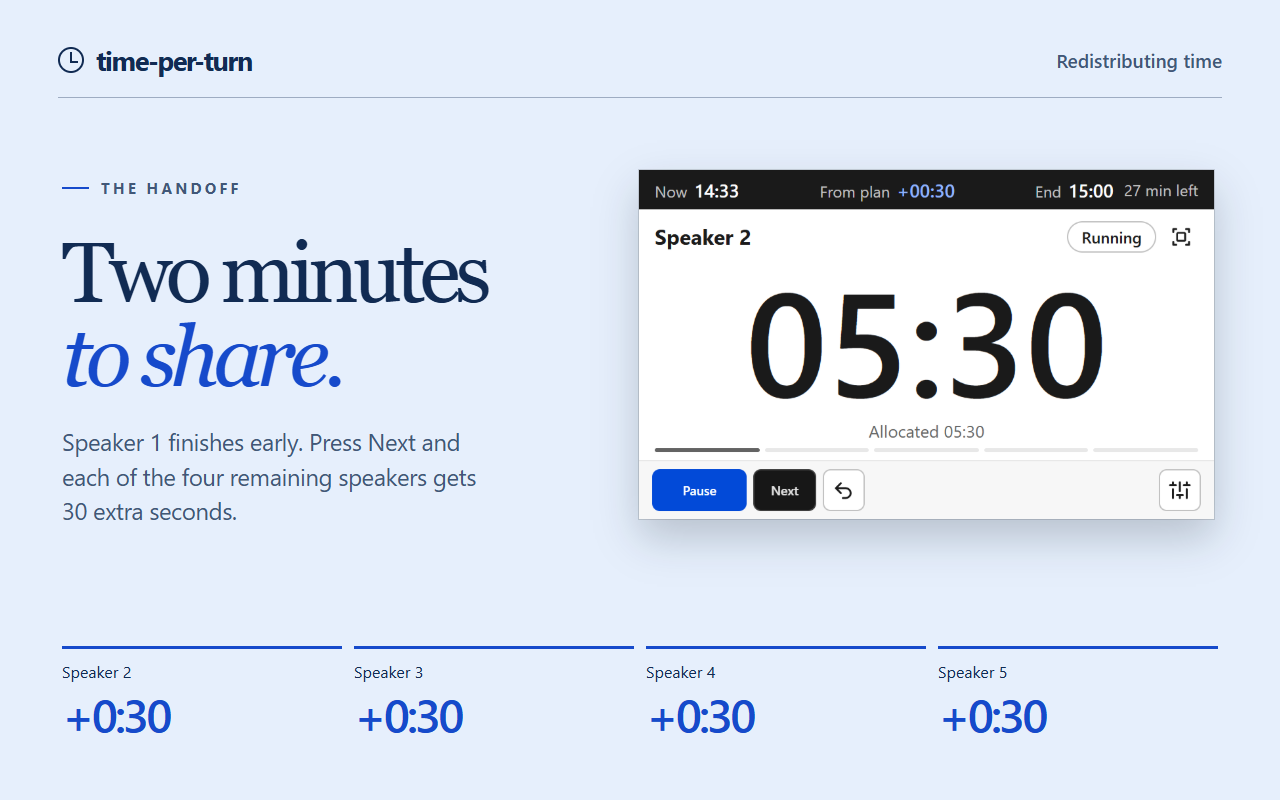 time-per-turn
Redistributing time
THE HANDOFF
Two minutes
to share.
Speaker 1 finishes early. Press Next and
each of the four remaining speakers gets
30 extra seconds.
Now 14:33
From plan +00:30
End 15:00 27 min left
Speaker 2
Running
05:30
Allocated 05:30
Pause
Next
Speaker 2
+0:30
Speaker 3
+0:30
Speaker 4
+0:30
Speaker 5
+0:30